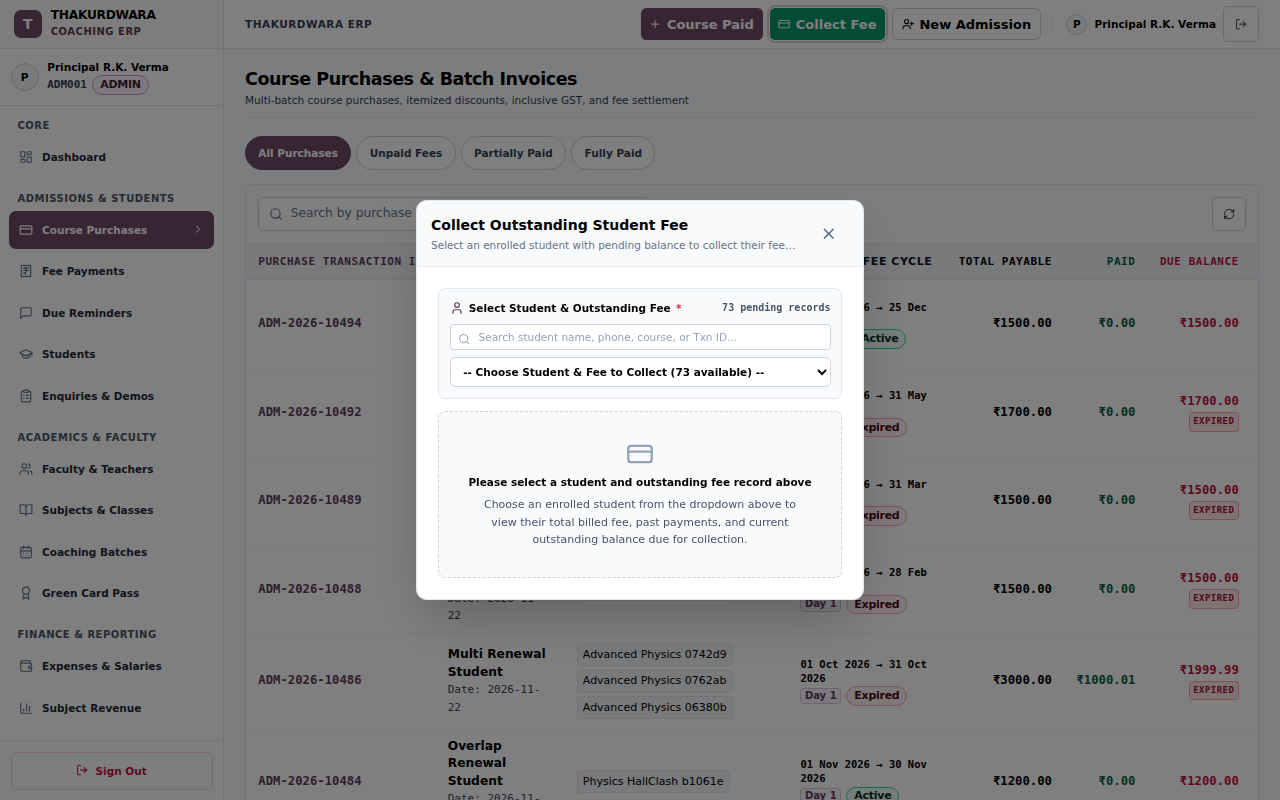 T
THAKURDWARA
COACHING ERP
THAKURDWARA ERP
Course Paid
Collect Fee
New Admission
P
Principal R.K. Verma
P
Principal R.K. Verma
ADM001
ADMIN
CORE
Dashboard
ADMISSIONS & STUDENTS
Course Purchases
Fee Payments
Due Reminders
Students
Enquiries & Demos
ACADEMICS & FACULTY
Faculty & Teachers
Subjects & Classes
Coaching Batches
Green Card Pass
FINANCE & REPORTING
Expenses & Salaries
Subject Revenue
Sign Out
Course Purchases & Batch Invoices
Multi-batch course purchases, itemized discounts, inclusive GST, and fee settlement
All Purchases
Unpaid Fees
Partially Paid
Fully Paid
Search by purchase
PURCHASE TRANSACTION I
FEE CYCLE
TOTAL PAYABLE
PAID
DUE BALANCE
ADM-2026-10494
6 → 25 Dec
Active
₹1500.00
₹0.00
₹1500.00
ADM-2026-10492
6 → 31 May
xpired
₹1700.00
₹0.00
₹1700.00
EXPIRED
ADM-2026-10489
6 → 31 Mar
xpired
₹1500.00
₹0.00
₹1500.00
EXPIRED
ADM-2026-10488
Date: 2026-11-
22
6 → 28 Feb
Day 1
Expired
₹1500.00
₹0.00
₹1500.00
EXPIRED
ADM-2026-10486
Multi Renewal
Student
Date: 2026-11-
22
Advanced Physics 0742d9
Advanced Physics 0762ab
Advanced Physics 06380b
01 Oct 2026 → 31 Oct
2026
Day 1
Expired
₹3000.00
₹1000.01
₹1999.99
EXPIRED
ADM-2026-10484
Overlap
Renewal
Student
Date: 2026-11-
Physics HallClash b1061e
01 Nov 2026 → 30 Nov
2026
Day 1
Active
₹1200.00
₹0.00
₹1200.00
Collect Outstanding Student Fee
Select an enrolled student with pending balance to collect their fee...
Select Student & Outstanding Fee *
73 pending records
Search student name, phone, course, or Txn ID...
-- Choose Student & Fee to Collect (73 available) --
Please select a student and outstanding fee record above
Choose an enrolled student from the dropdown above to
view their total billed fee, past payments, and current
outstanding balance due for collection.